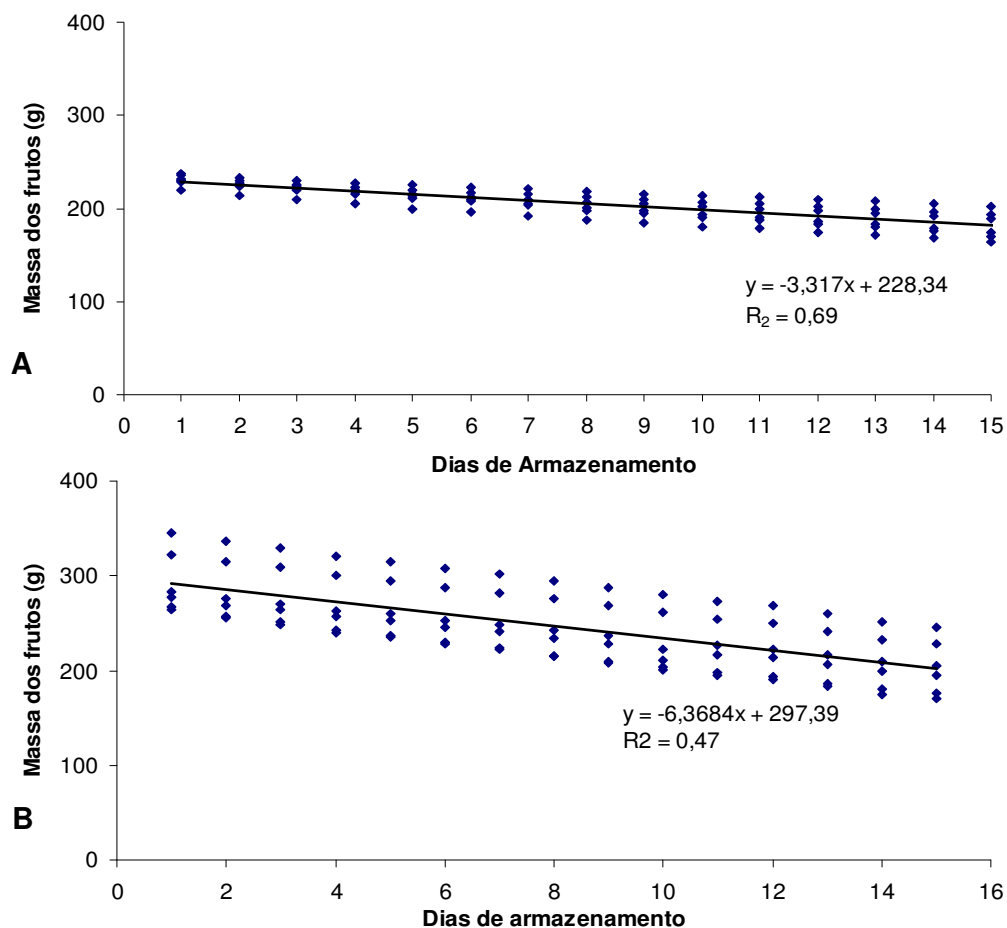 400
300
200
100
0
Massa dos frutos (g)
y = -3,317x + 228,34
R2 = 0,69
A
0 1 2 3 4 5 6 7 8 9 10 11 12 13 14 15
Dias de Armazenamento
400
300
200
100
0
Massa dos frutos (g)
y = -6,3684x + 297,39
R2 = 0,47
B
0 2 4 6 8 10 12 14 16
Dias de armazenamento